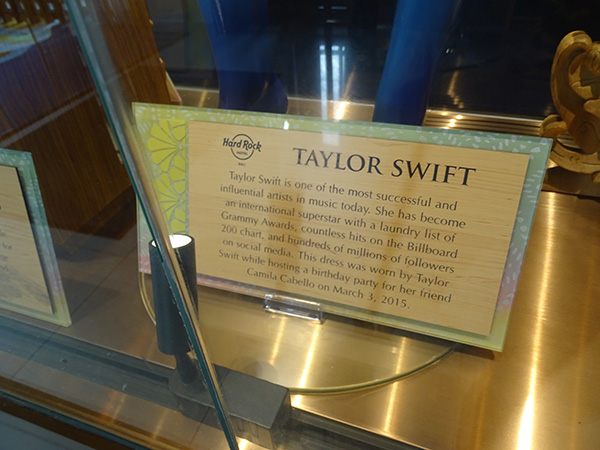 Hard Rock
HOTEL
TAYLOR SWIFT
Taylor Swift is one of the most successful and
influential artists in music today. She has become
an international superstar with a laundry list of
Grammy Awards, countless hits on the Billboard
200 chart, and hundreds of millions of followers
on social media. This dress was worn by Taylor
Swift while hosting a birthday party for her friend
Camila Cabello on March 3, 2015.